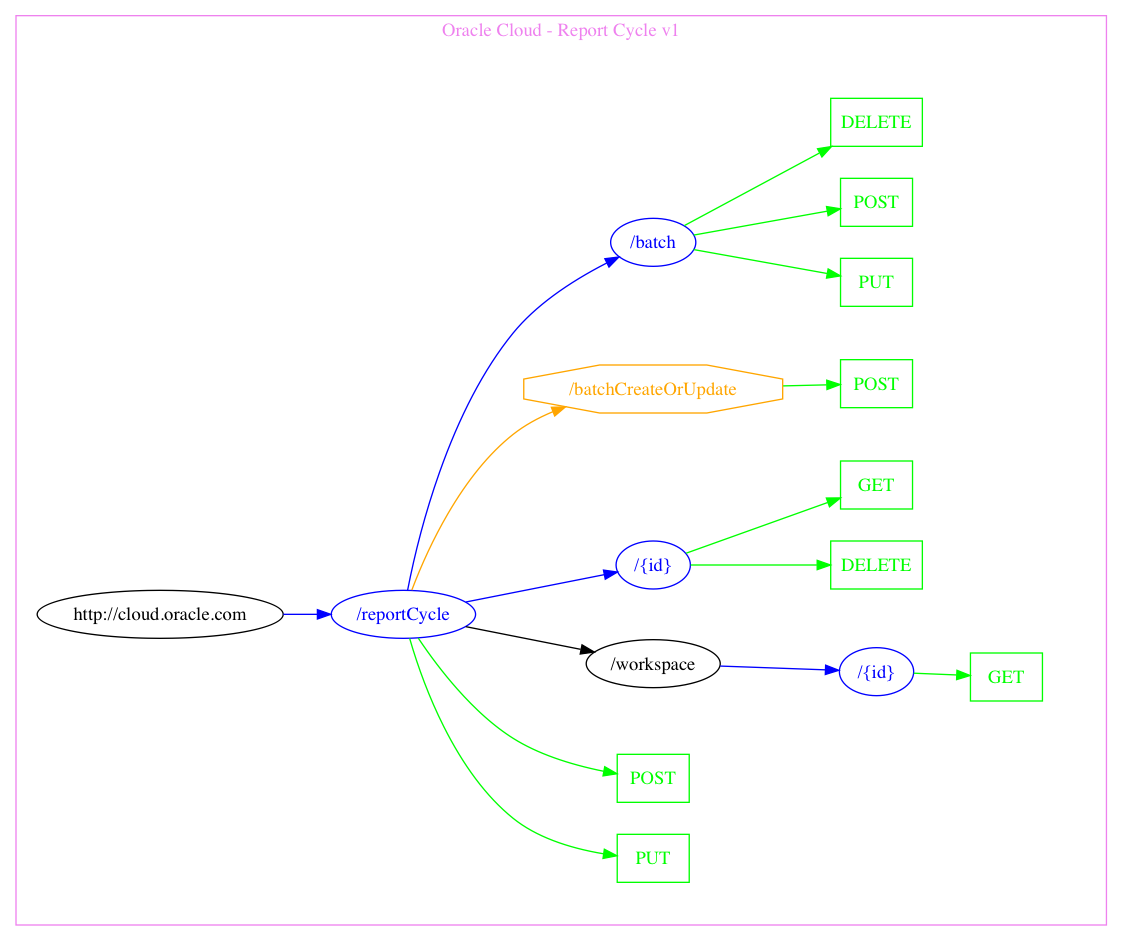 Oracle Cloud - Report Cycle v1
DELETE
POST
/batch
PUT
/batchCreateOrUpdate
POST
GET
/{id}
DELETE
http://cloud.oracle.com
/reportCycle
/workspace
/{id}
GET
POST
PUT